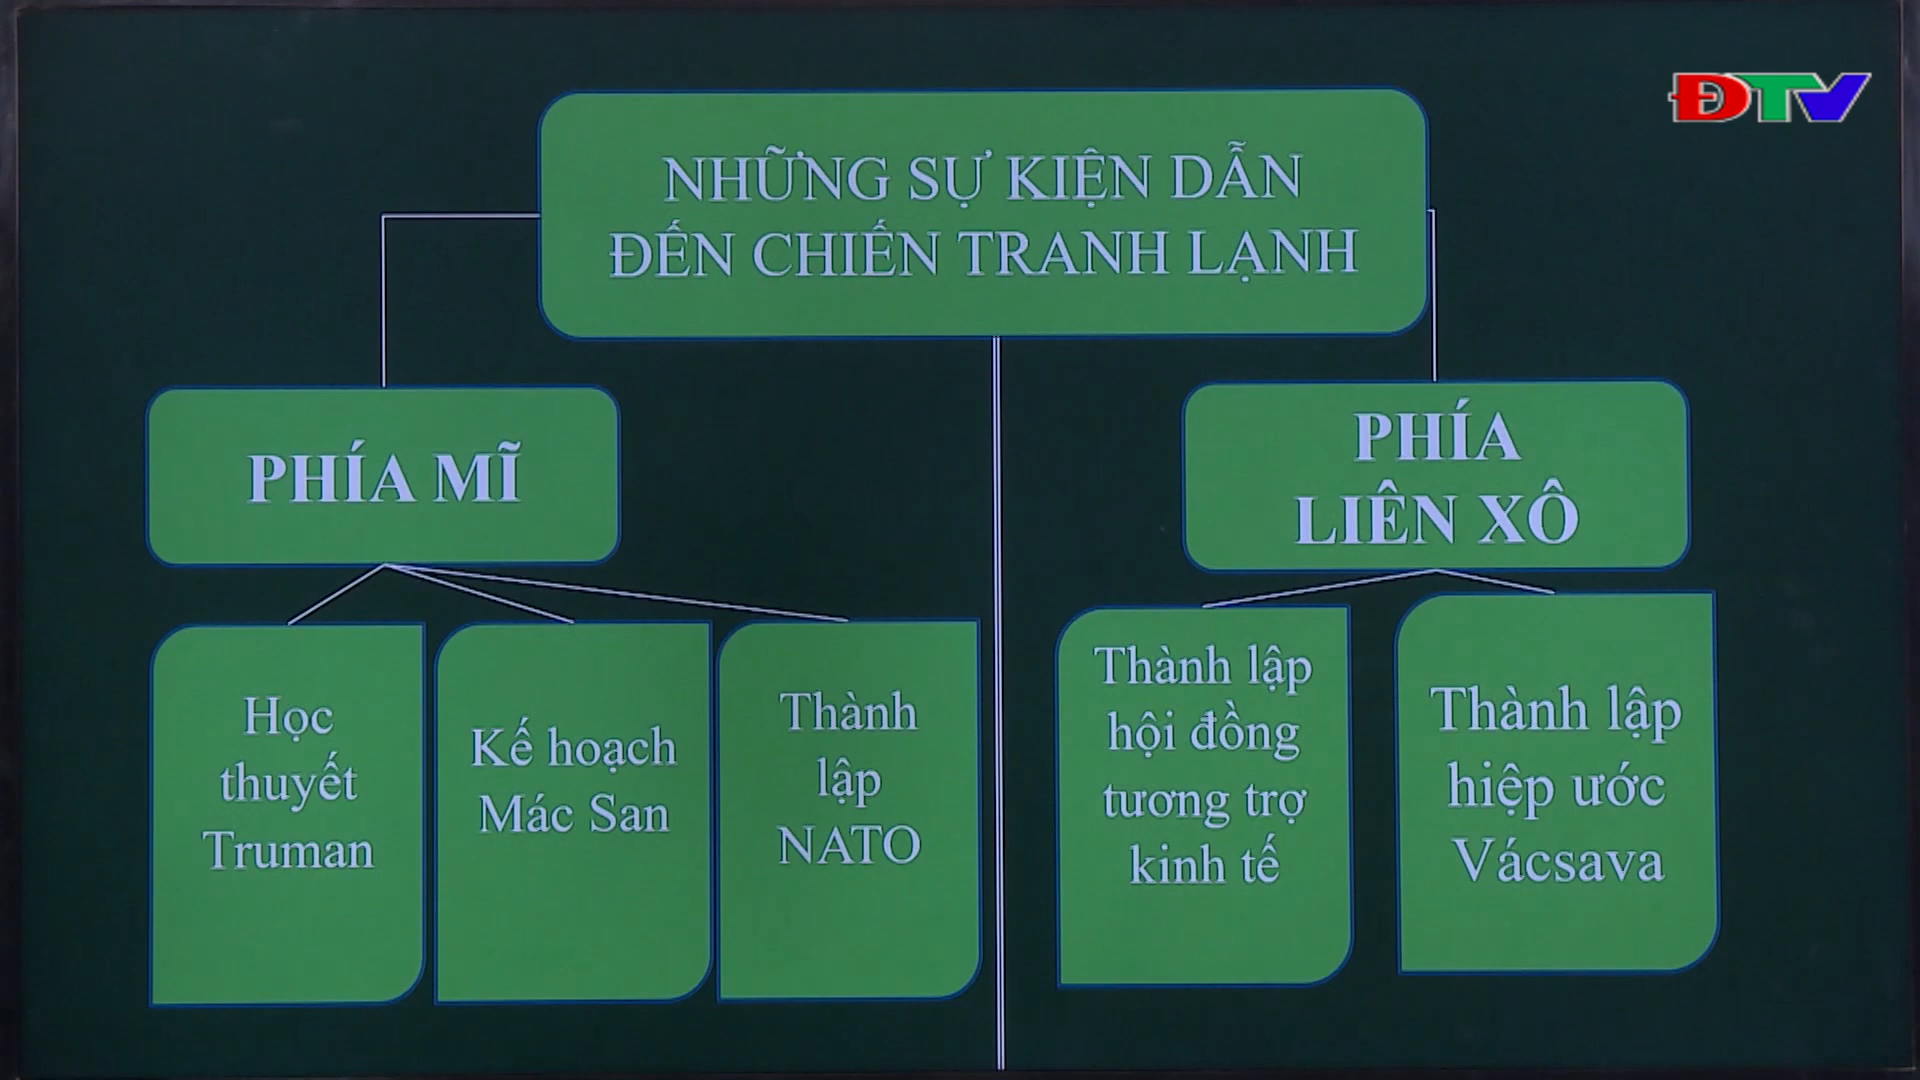 ĐTV
NHỮNG SỰ KIỆN DẪN
ĐẾN CHIẾN TRANH LẠNH
PHÍA MĨ
PHÍA
LIÊN XÔ
Học
thuyết
Truman
Kế hoạch
Mác San
Thành
lập
NATO
Thành lập
hội đồng
tương trợ
kinh tế
Thành lập
hiệp ước
Vácsava